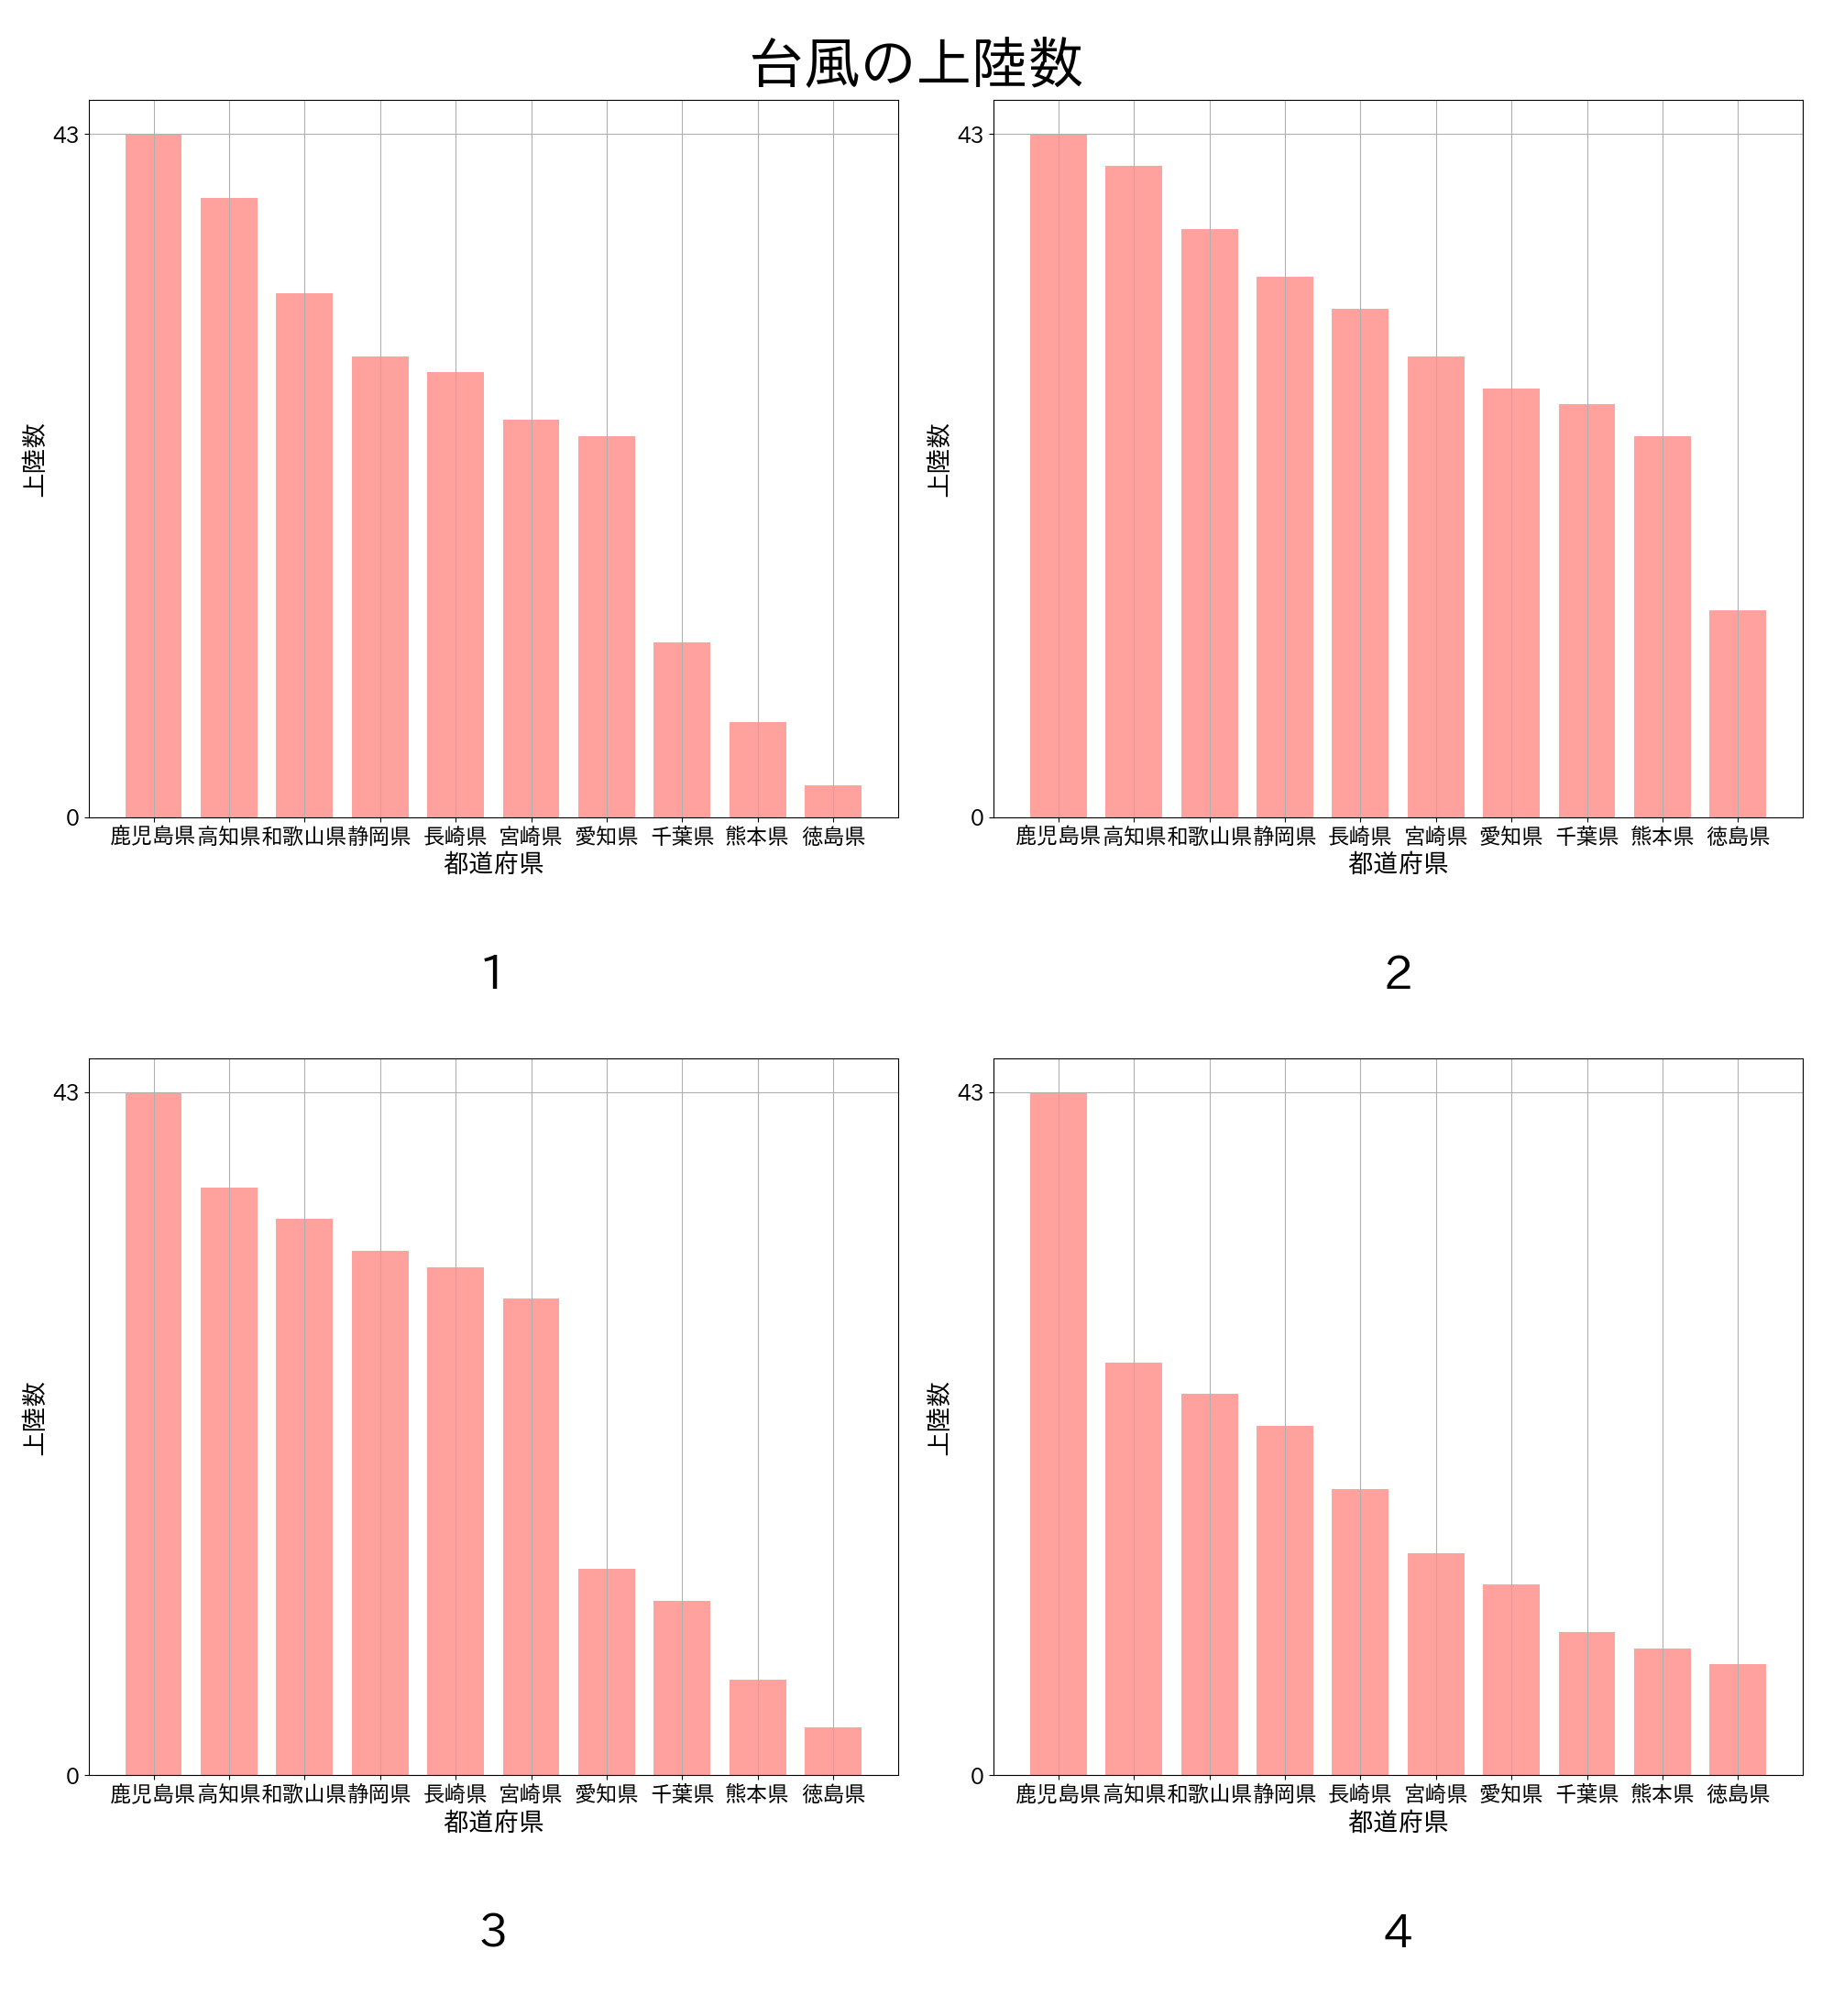 台風の上陸数
43
0
上陸数
鹿児島県 高知県 和歌山県 静岡県 長崎県 宮崎県 愛知県 千葉県 熊本県 徳島県
都道府県
1
43
0
上陸数
鹿児島県 高知県 和歌山県 静岡県 長崎県 宮崎県 愛知県 千葉県 熊本県 徳島県
都道府県
2
43
0
上陸数
鹿児島県 高知県 和歌山県 静岡県 長崎県 宮崎県 愛知県 千葉県 熊本県 徳島県
都道府県
3
43
0
上陸数
鹿児島県 高知県 和歌山県 静岡県 長崎県 宮崎県 愛知県 千葉県 熊本県 徳島県
都道府県
4